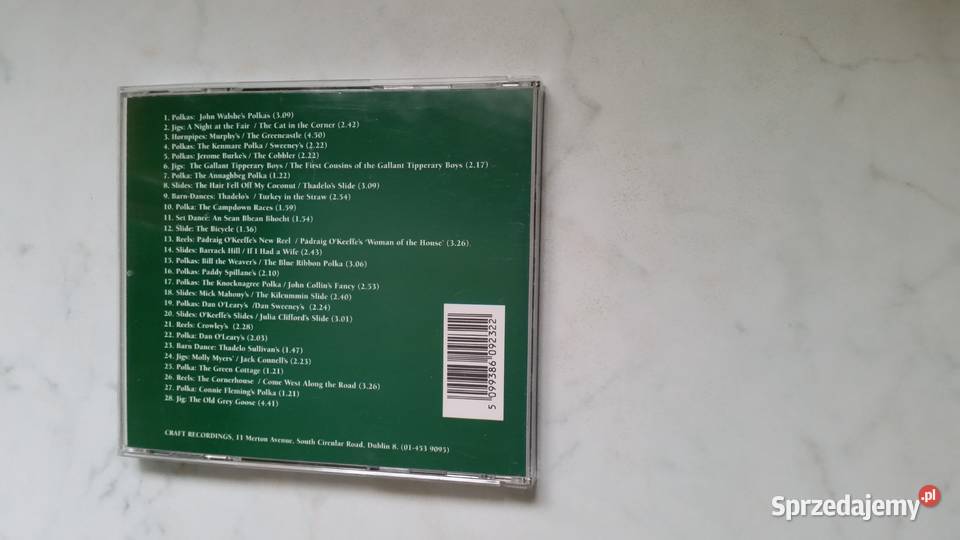 1. Polkas: John Walshe's Polkas (3.09)
2. Jigs: A Night at the Fair / The Cat in the Corner (2.42)
3. Hornpipes: Murphy's / The Greencastle (4.50)
4. Polkas: The Kenmare Polka / Sweeney's (2.22)
5. Polkas: Jerome Burke's / The Cobbler (2.22)
6. Jigs: The Gallant Tipperary Boys / The First Cousins of the Gallant Tipperary Boys (2.17)
7. Polka: The Annaghbeg Polka (1.22)
8. Slides: The Hair Fell Off My Coconut / Thadelo's Slide (3.09)
9. Barn-Dances: Thadelo's / Turkey in the Straw (2.54)
10. Polka: The Campdown Races (1.59)
11. Set Dance: An Sean Bhean Bhocht (1.54)
12. Slide: The Bicycle (1.36)
13. Reels: Padraig O'Keeffe's New Reel / Padraig O'Keeffe's 'Woman of the House' (3.26)
14. Slides: Barrack Hill / If I Had a Wife (2.43)
15. Polkas: Bill the Weaver's / The Blue Ribbon Polka (3.06)
16. Polkas: Paddy Spillane's (2.10)
17. Polkas: The Knocknagree Polka / John Collin's Fancy (2.53)
18. Slides: Mick Mahony's / The Kilcummin Slide (2.40)
19. Polkas: Dan O'Leary's /Dan Sweeney's (2.24)
20. Slides: O'Keeffe's Slides / Julia Clifford's Slide (3.01)
21. Reels: Crowley's (2.28)
22. Polka: Dan O'Leary's (2.03)
23. Barn Dance: Thadelo Sullivan's (1.47)
24. Jigs: Molly Myers' / Jack Connell's (2.23)
25. Polka: The Green Cottage (1.21)
26. Reels: The Cornerhouse / Come West Along the Road (3.26)
27. Polka: Connie Fleming's Polka (1.21)
28. Jig: The Old Grey Goose (4.41)
CRAFT RECORDINGS, 11 Merton Avenue, South Circular Road, Dublin 8. (01-453 9095)
5 099386 092322
Sprzedajemy.pl